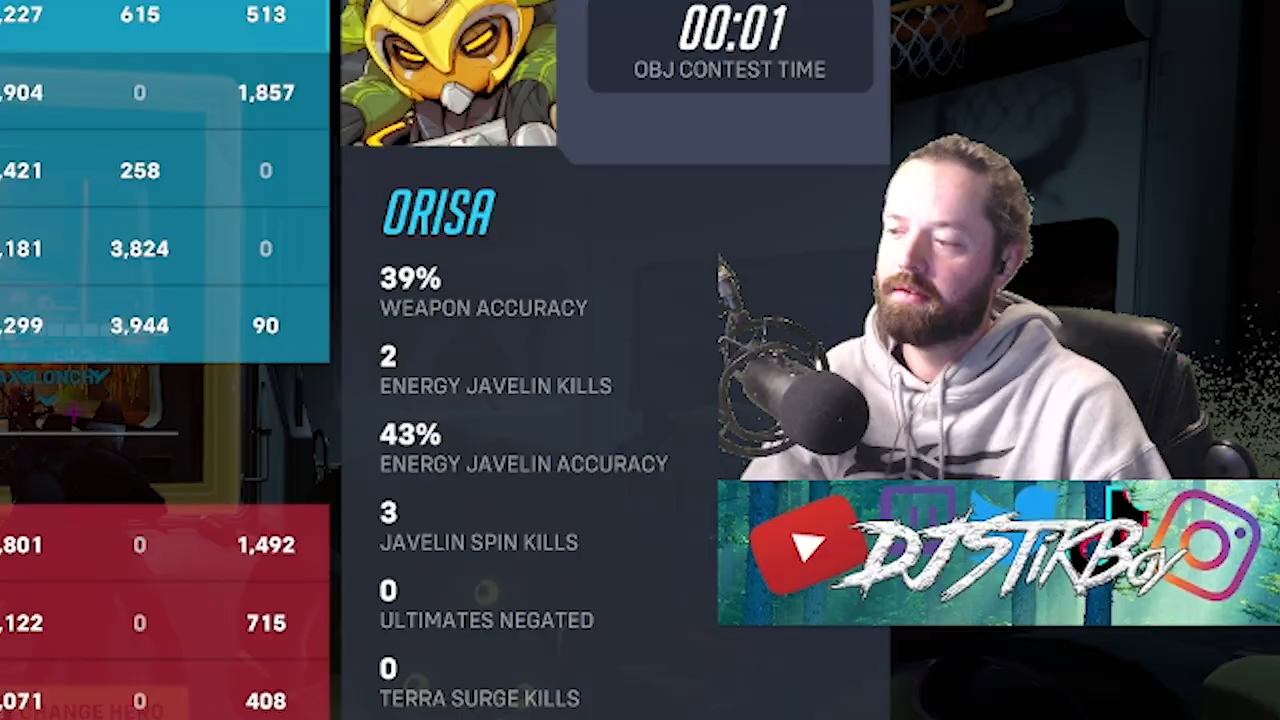 ,227 615 513
,904 0 1,857
,421 258 0
,181 3,824 0
,299 3,944 90
,801 0 1,492
,122 0 715
,071 0 408
CHANGE HERO
00:01
OBJ CONTEST TIME
ORISA
39%
WEAPON ACCURACY
2
ENERGY JAVELIN KILLS
43%
ENERGY JAVELIN ACCURACY
3
JAVELIN SPIN KILLS
0
ULTIMATES NEGATED
0
TERRA SURGE KILLS
DJSTiKBoy